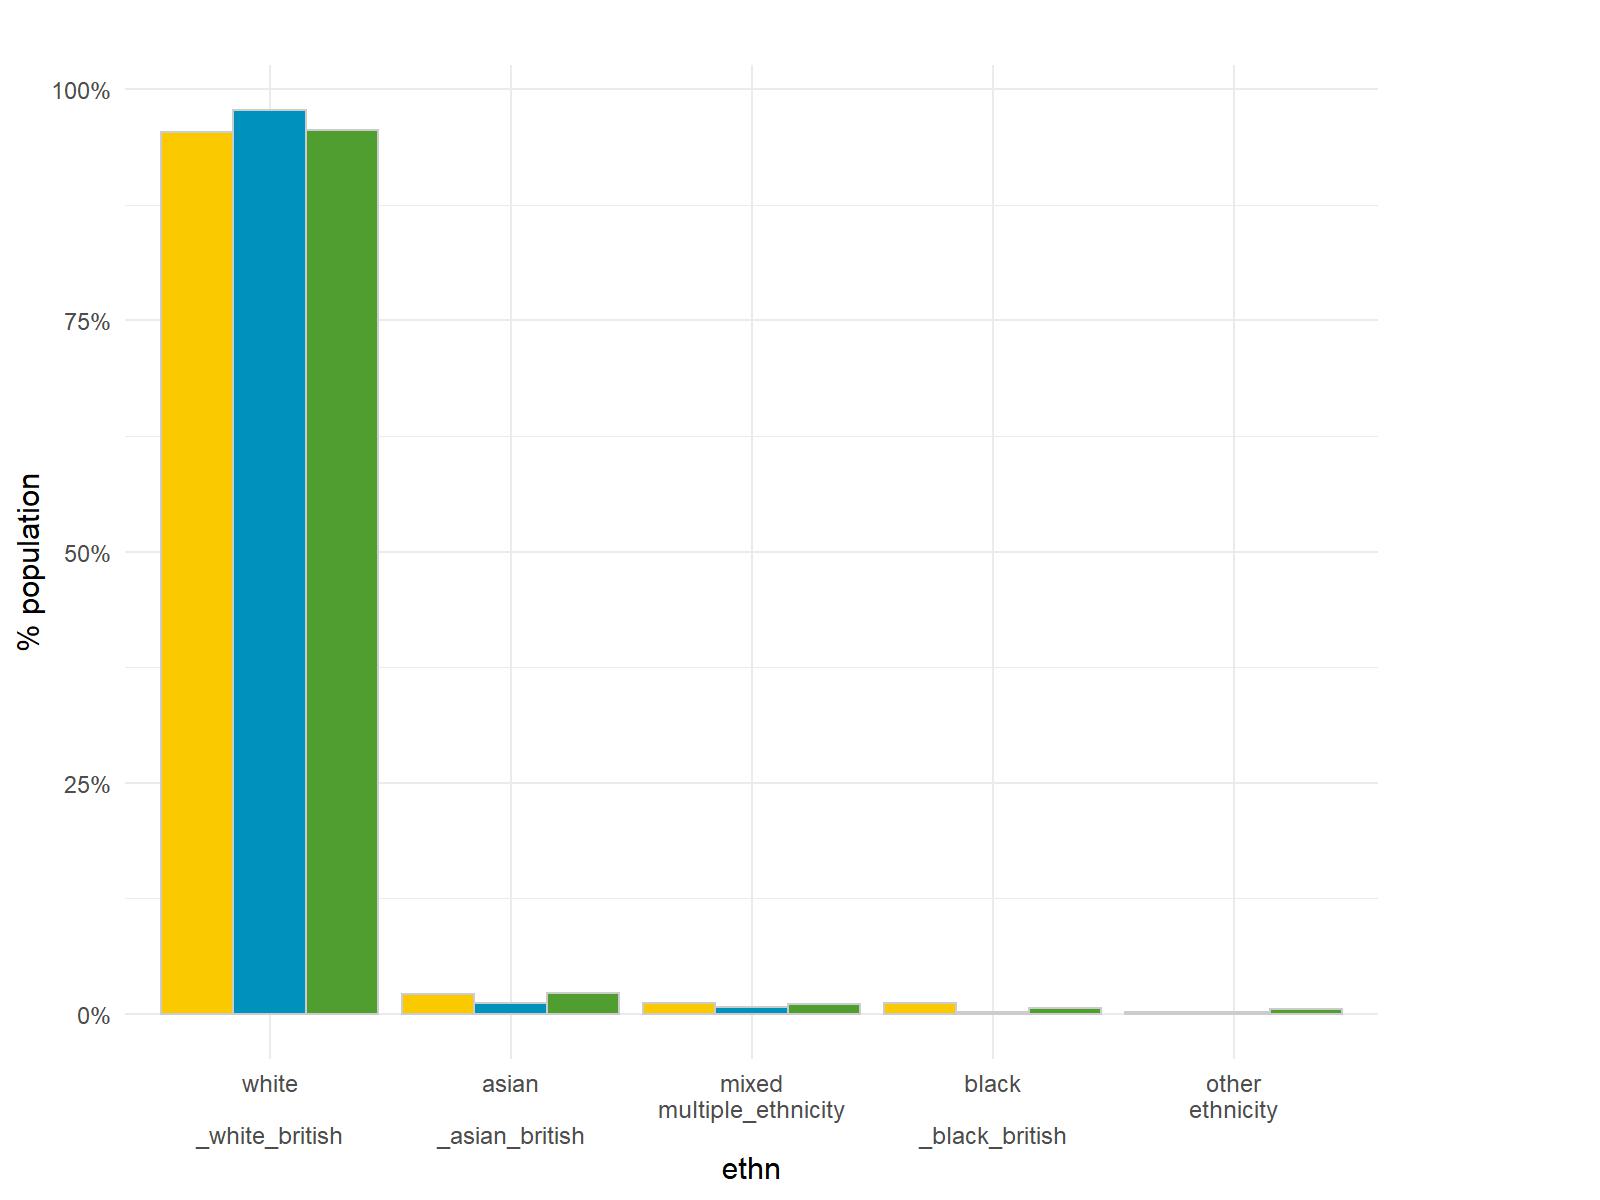 100%
75%
50%
25%
0%
% population
white
_white_british
asian
_asian_british
mixed
multiple_ethnicity
black
_black_british
other
ethnicity
ethn